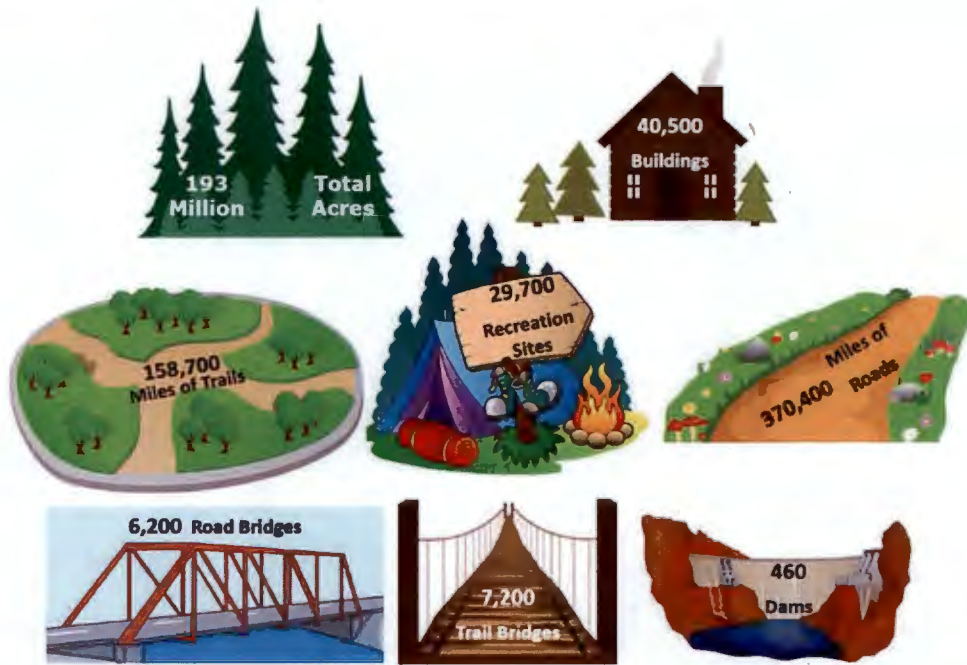 193 Total
Million Acres
40,500
Buildings
158,700
Miles of Trails
29,700
Recreation
Sites
Miles of
370,400 Roads
6,200 Road Bridges
7,200
Trail Bridges
460
Dams